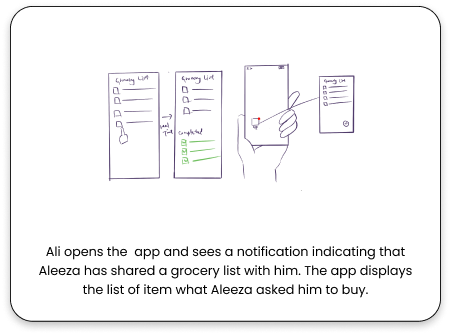 Grocery List
Grocery List
Completed
Grocery List
Ali opens the  app and sees a notification indicating that
Aleeza has shared a grocery list with him. The app displays
the list of item what Aleeza asked him to buy.